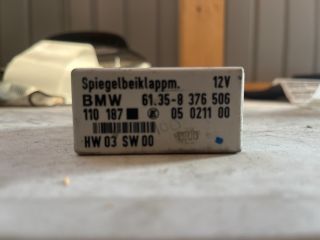 Spiegelbeiklappm. 12V
BMW 61.35-8 376 506
110 187 05 0211 00
HW 03 SW 00